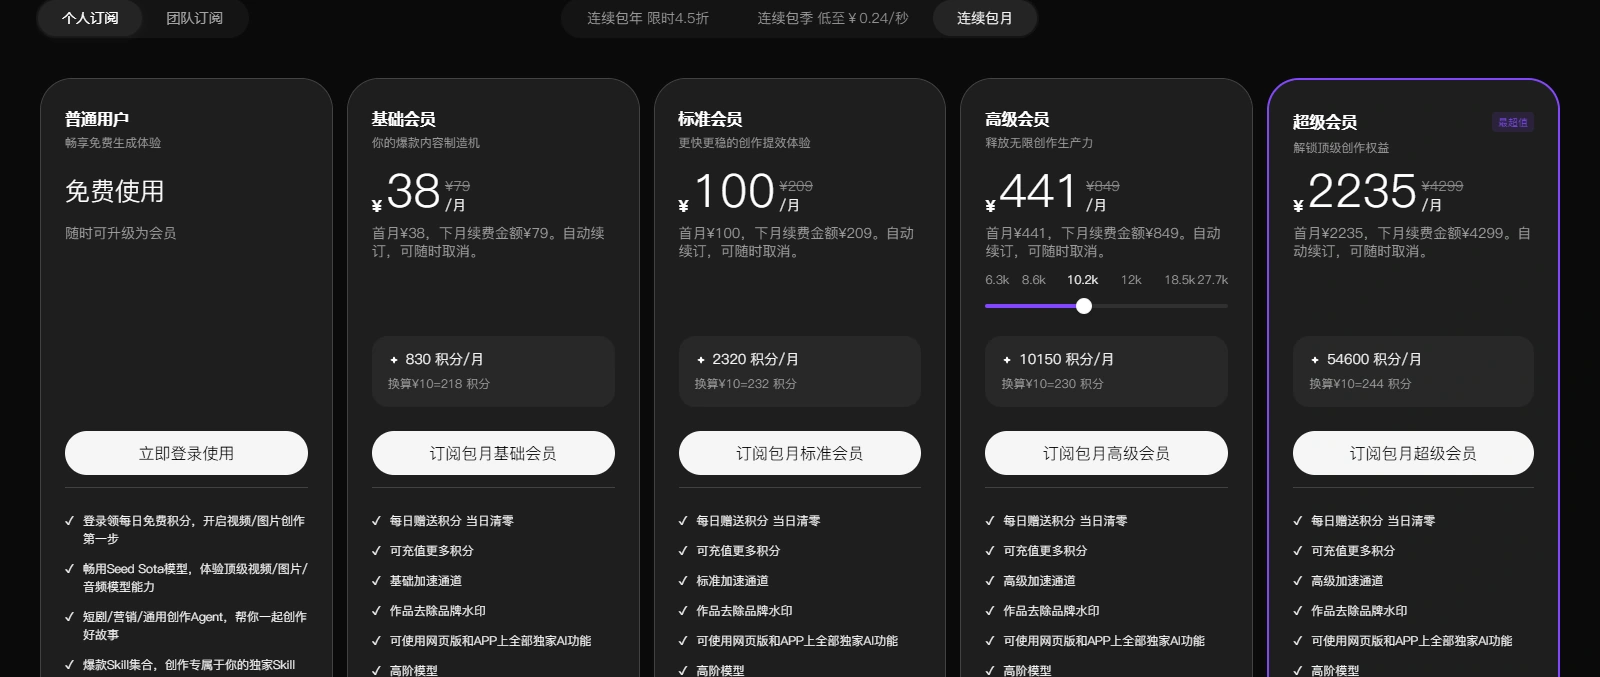 个人订阅
团队订阅
连续包年 限时4.5折
连续包季 低至￥0.24/秒
连续包月
普通用户
畅享免费生成体验
免费使用
随时可升级为会员
立即登录使用
登录领每日免费积分，开启视频/图片创作
第一步
畅用Seed Sota模型，体验顶级视频/图片/
音频模型能力
短剧/营销/通用创作Agent，帮你一起创作
好故事
爆款Skill集合，创作专属于你的独家Skill
基础会员
你的爆款内容制造机
¥38 ¥79
/月
首月¥38，下月续费金额¥79。自动续
订，可随时取消。
830 积分/月
换算¥10=218 积分
订阅包月基础会员
每日赠送积分 当日清零
可充值更多积分
基础加速通道
作品去除品牌水印
可使用网页版和APP上全部独家AI功能
高阶模型
标准会员
更快更稳的创作提效体验
¥100 ¥209
/月
首月¥100，下月续费金额¥209。自动
续订，可随时取消。
2320 积分/月
换算¥10=232 积分
订阅包月标准会员
每日赠送积分 当日清零
可充值更多积分
标准加速通道
作品去除品牌水印
可使用网页版和APP上全部独家AI功能
高阶模型
高级会员
释放无限创作生产力
¥441 ¥849
/月
首月¥441，下月续费金额¥849。自动
续订，可随时取消。
6.3k 8.6k 10.2k 12k 18.5k 27.7k
10150 积分/月
换算¥10=230 积分
订阅包月高级会员
每日赠送积分 当日清零
可充值更多积分
高级加速通道
作品去除品牌水印
可使用网页版和APP上全部独家AI功能
高阶模型
超级会员
最超值
解锁顶级创作权益
¥2235 ¥4299
/月
首月¥2235，下月续费金额¥4299。自
动续订，可随时取消。
54600 积分/月
换算¥10=244 积分
订阅包月超级会员
每日赠送积分 当日清零
可充值更多积分
高级加速通道
作品去除品牌水印
可使用网页版和APP上全部独家AI功能
高阶模型